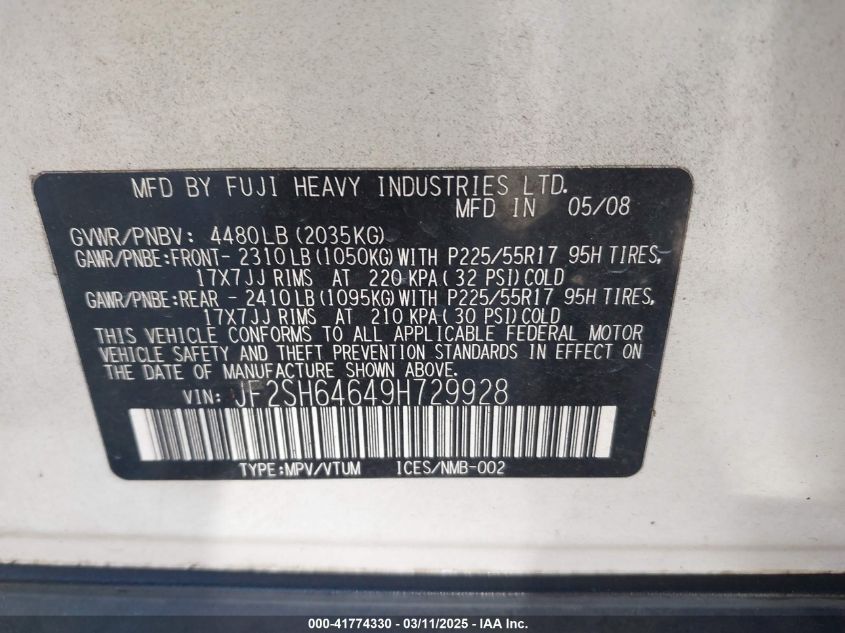 MFD BY FUJI HEAVY INDUSTRIES LTD.
MFD IN 05/08
GVWR/PNBV: 4480LB(2035KG)
GAWR/PNBE:FRONT- 2310LB(1050KG)WITH P225/55R17 95H TIRES,
17X7JJ RIMS AT 220KPA(32 PSI)COLD
GAWR/PNBE:REAR - 2410LB(1095KG)WITH P225/55R17 95H TIRES,
17X7JJ RIMS AT 210KPA(30 PSI)COLD
THIS VEHICLE CONFORMS TO ALL APPLICABLE FEDERAL MOTOR
VEHICLE SAFETY AND THEFT PREVENTION STANDARDS IN EFFECT ON
THE DATE OF MANUFACTURE SHOWN ABOVE.
VIN: JF2SH64649H729928
TYPE:MPV/VTUM ICES/NMB-002
000-41774330 - 03/11/2025 - IAA Inc.